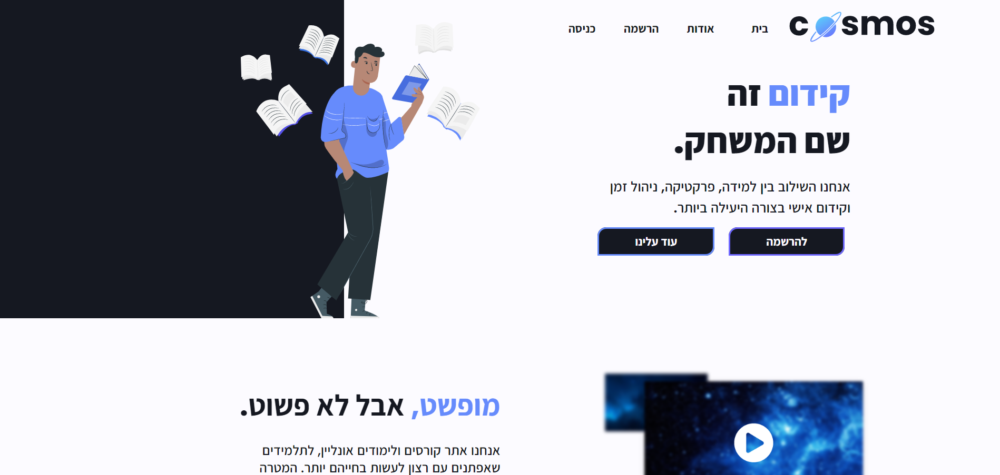 cosmos
בית
אודות
הרשמה
כניסה
קידום זה
שם המשחק.
אנחנו השילוב בין למידה, פרקטיקה, ניהול זמן
וקידום אישי בצורה היעילה ביותר.
להרשמה
עוד עלינו
מופשט, אבל לא פשוט.
אנחנו אתר קורסים ולימודים אונליין, לתלמידים
שאפתנים עם רצון לעשות בחייהם יותר. המטרה